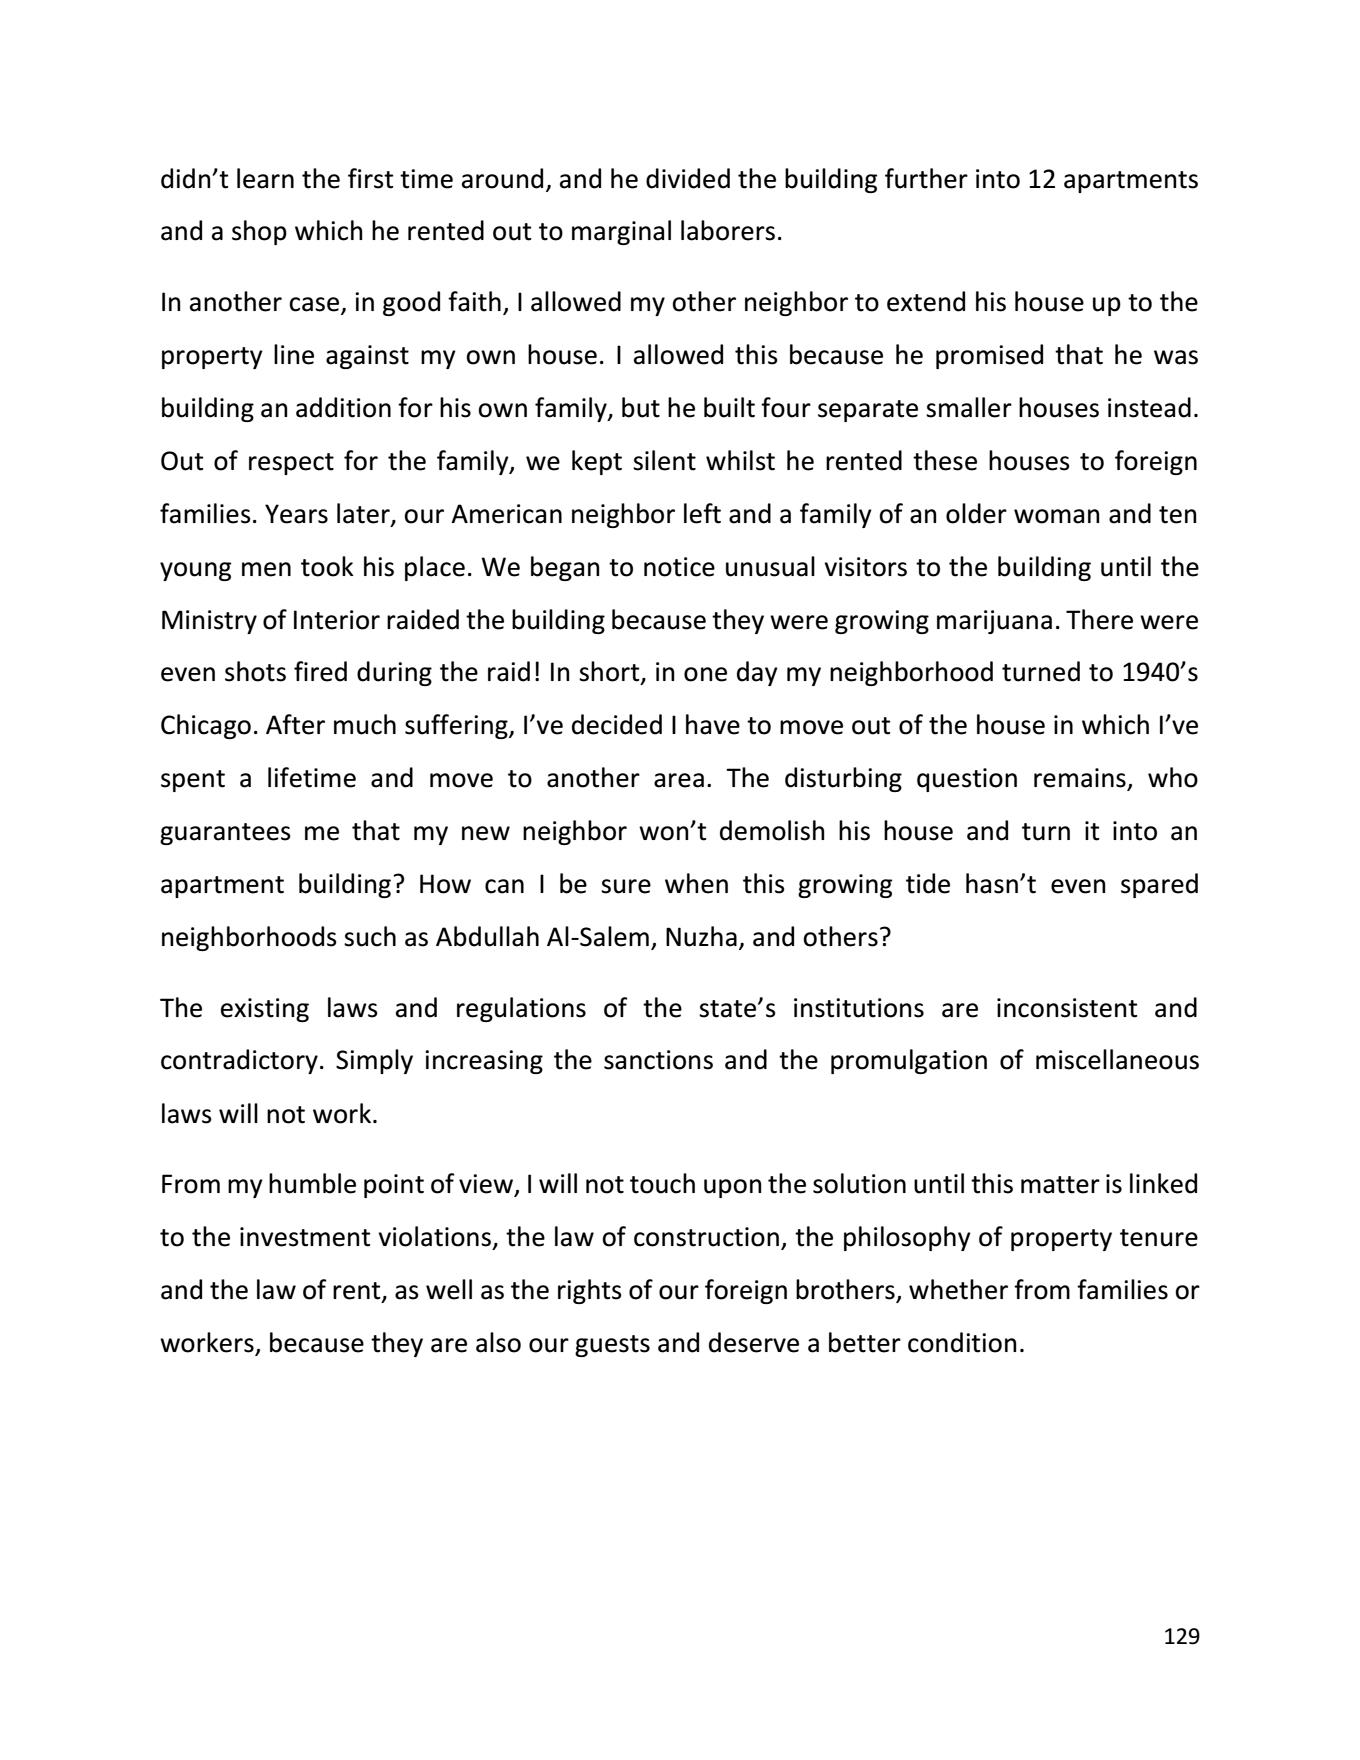 didn’t learn the first time around, and he divided the building further into 12 apartments
and a shop which he rented out to marginal laborers.
In another case, in good faith, I allowed my other neighbor to extend his house up to the
property line against my own house. I allowed this because he promised that he was
building an addition for his own family, but he built four separate smaller houses instead.
Out of respect for the family, we kept silent whilst he rented these houses to foreign
families. Years later, our American neighbor left and a family of an older woman and ten
young men took his place. We began to notice unusual visitors to the building until the
Ministry of Interior raided the building because they were growing marijuana. There were
even shots fired during the raid! In short, in one day my neighborhood turned to 1940’s
Chicago. After much suffering, I’ve decided I have to move out of the house in which I’ve
spent a lifetime and move to another area. The disturbing question remains, who
guarantees me that my new neighbor won’t demolish his house and turn it into an
apartment building? How can I be sure when this growing tide hasn’t even spared
neighborhoods such as Abdullah Al-Salem, Nuzha, and others?
The existing laws and regulations of the state’s institutions are inconsistent and
contradictory. Simply increasing the sanctions and the promulgation of miscellaneous
laws will not work.
From my humble point of view, I will not touch upon the solution until this matter is linked
to the investment violations, the law of construction, the philosophy of property tenure
and the law of rent, as well as the rights of our foreign brothers, whether from families or
workers, because they are also our guests and deserve a better condition.
129